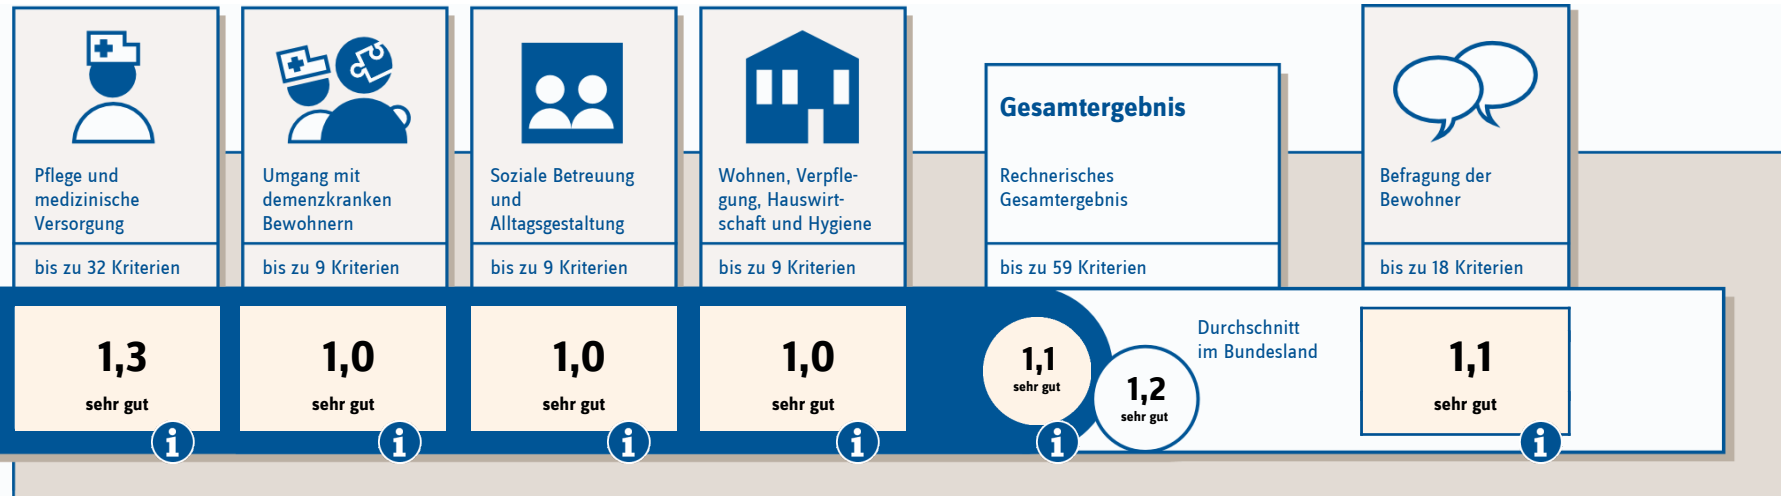 Pflege und
medizinische
Versorgung
bis zu 32 Kriterien
1,3
sehr gut
i
Umgang mit
demenzkranken
Bewohnern
bis zu 9 Kriterien
1,0
sehr gut
i
Soziale Betreuung
und
Alltagsgestaltung
bis zu 9 Kriterien
1,0
sehr gut
i
Wohnen, Verpfle-
gung, Hauswirt-
schaft und Hygiene
bis zu 9 Kriterien
1,0
sehr gut
i
Gesamtergebnis
Rechnerisches
Gesamtergebnis
bis zu 59 Kriterien
1,1
sehr gut
i
Durchschnitt
im Bundesland
1,2
sehr gut
Befragung der
Bewohner
bis zu 18 Kriterien
1,1
sehr gut
i